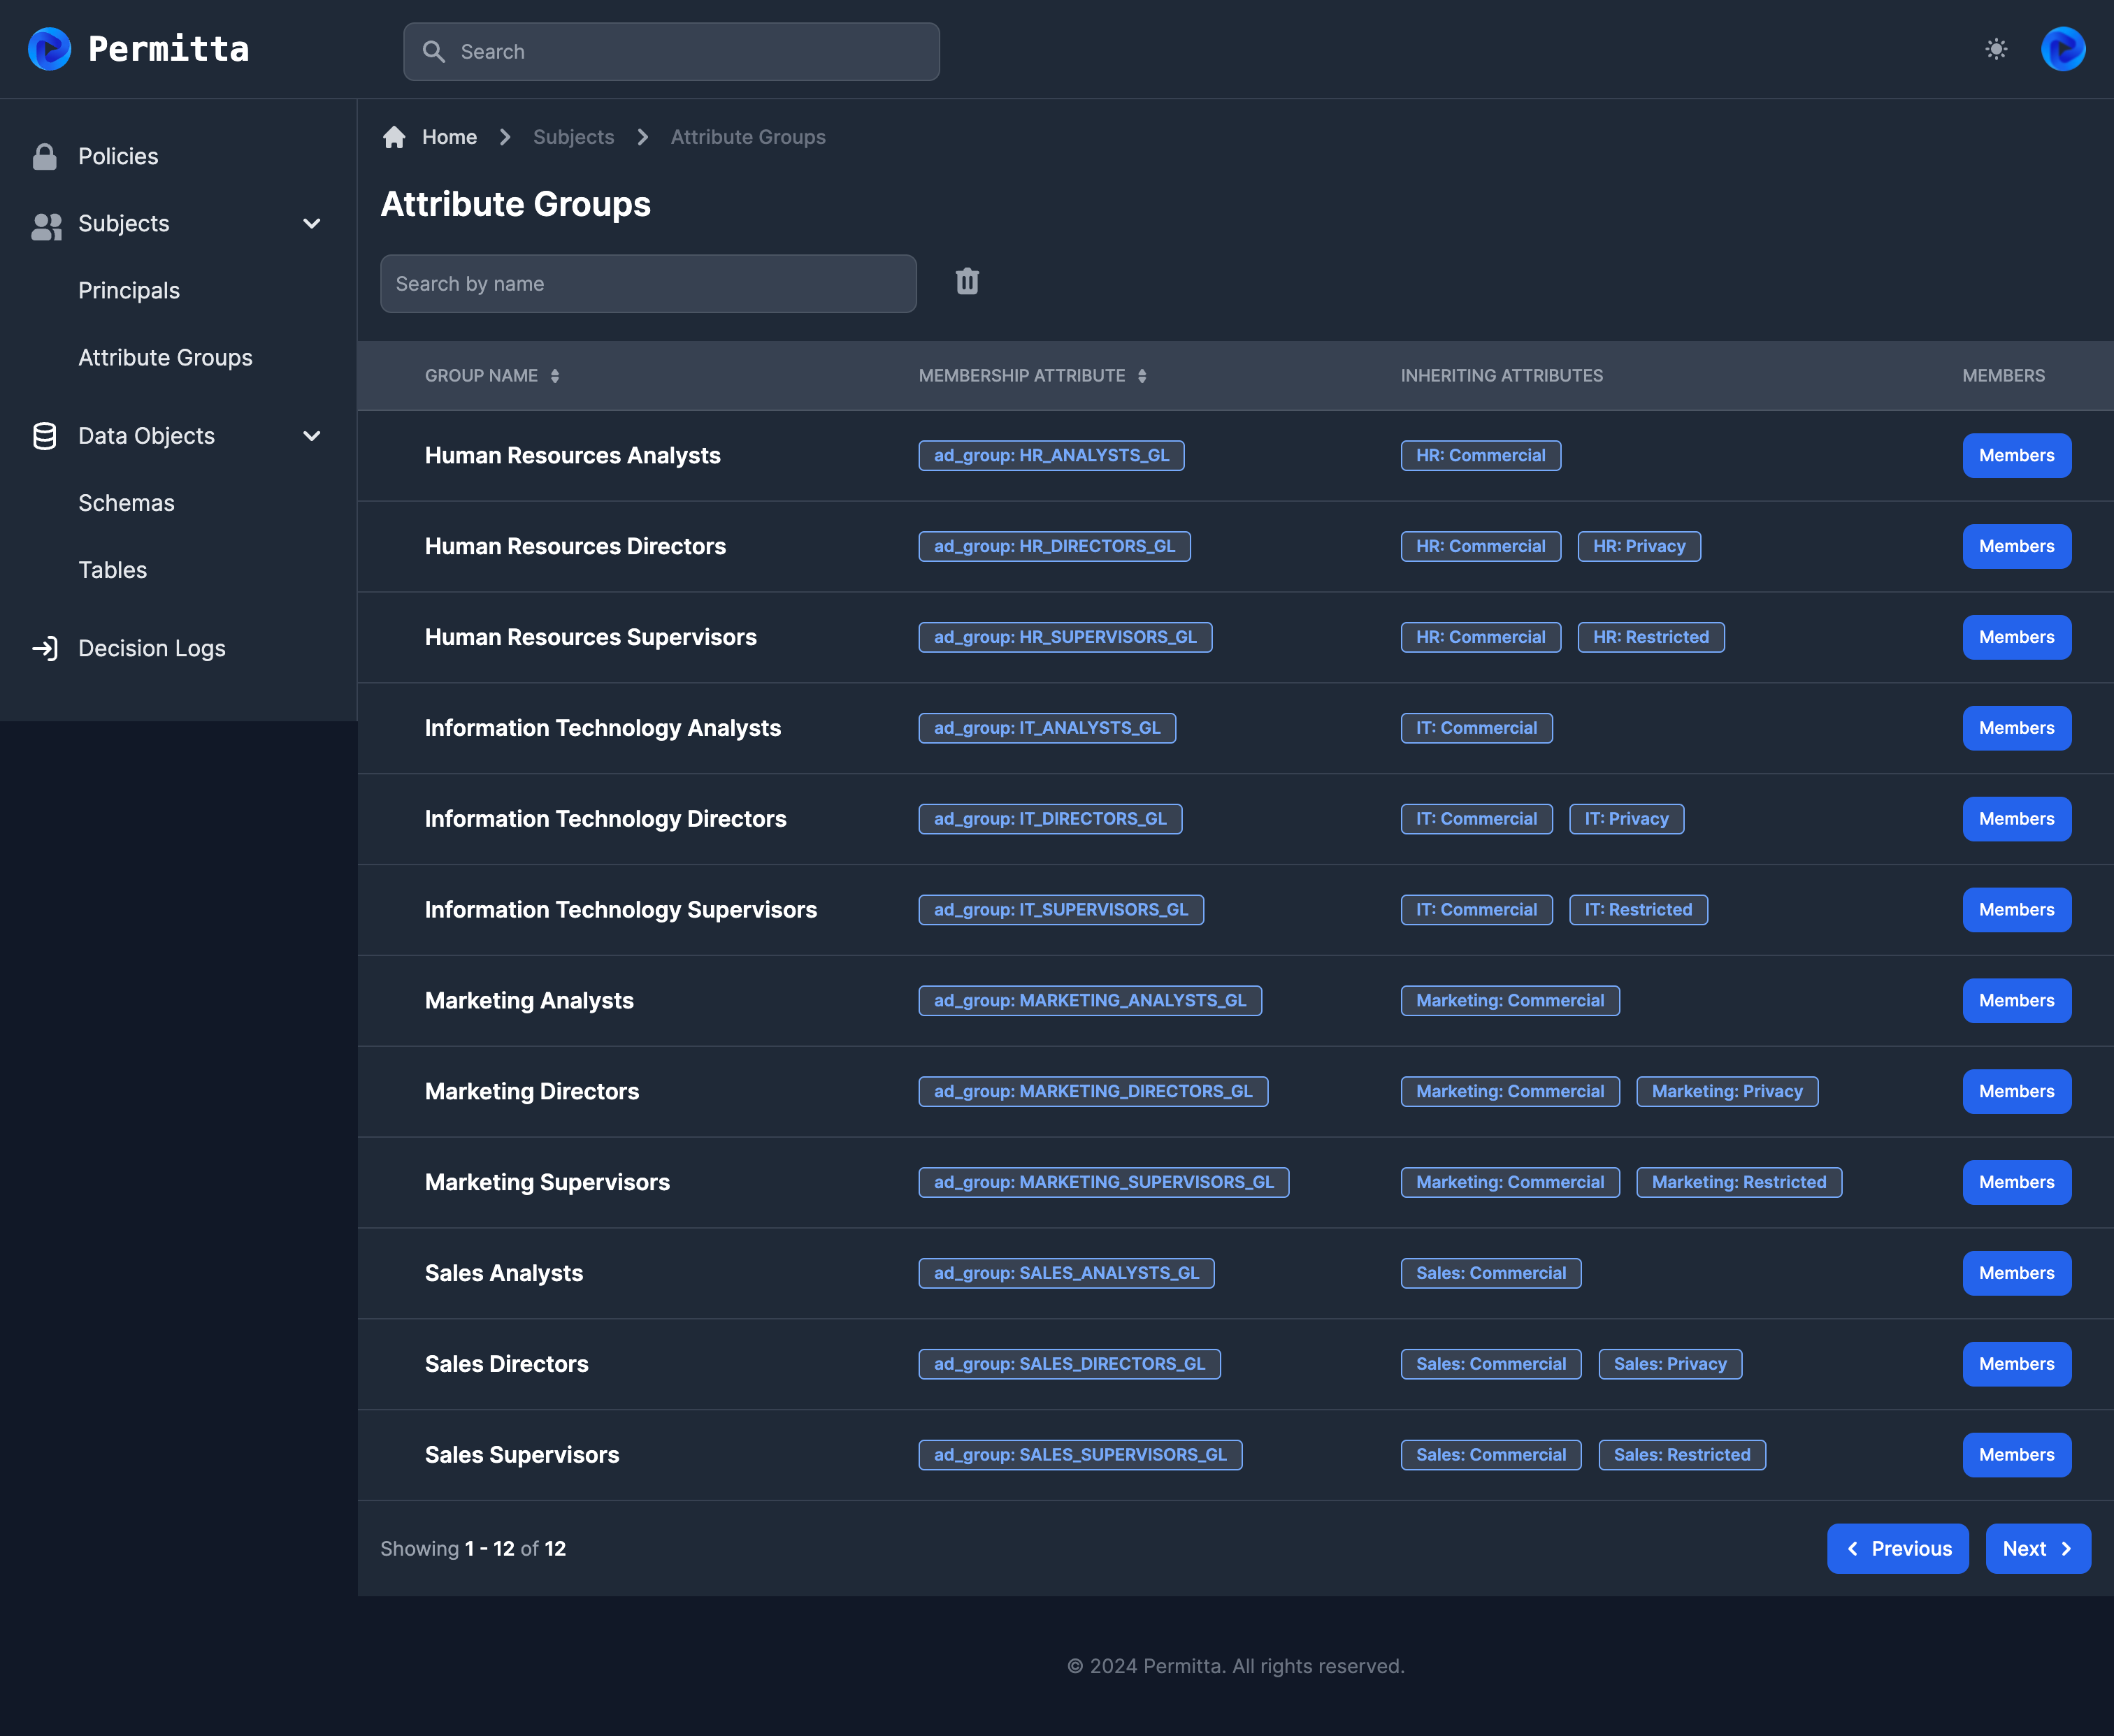 Permitta
Search
Policies
Subjects
Principals
Attribute Groups
Data Objects
Schemas
Tables
Decision Logs
Home Subjects Attribute Groups
Attribute Groups
Search by name
GROUP NAME MEMBERSHIP ATTRIBUTE INHERITING ATTRIBUTES MEMBERS
Human Resources Analysts ad_group: HR_ANALYSTS_GL HR: Commercial Members
Human Resources Directors ad_group: HR_DIRECTORS_GL HR: Commercial HR: Privacy Members
Human Resources Supervisors ad_group: HR_SUPERVISORS_GL HR: Commercial HR: Restricted Members
Information Technology Analysts ad_group: IT_ANALYSTS_GL IT: Commercial Members
Information Technology Directors ad_group: IT_DIRECTORS_GL IT: Commercial IT: Privacy Members
Information Technology Supervisors ad_group: IT_SUPERVISORS_GL IT: Commercial IT: Restricted Members
Marketing Analysts ad_group: MARKETING_ANALYSTS_GL Marketing: Commercial Members
Marketing Directors ad_group: MARKETING_DIRECTORS_GL Marketing: Commercial Marketing: Privacy Members
Marketing Supervisors ad_group: MARKETING_SUPERVISORS_GL Marketing: Commercial Marketing: Restricted Members
Sales Analysts ad_group: SALES_ANALYSTS_GL Sales: Commercial Members
Sales Directors ad_group: SALES_DIRECTORS_GL Sales: Commercial Sales: Privacy Members
Sales Supervisors ad_group: SALES_SUPERVISORS_GL Sales: Commercial Sales: Restricted Members
Showing 1 - 12 of 12 Previous Next
© 2024 Permitta. All rights reserved.